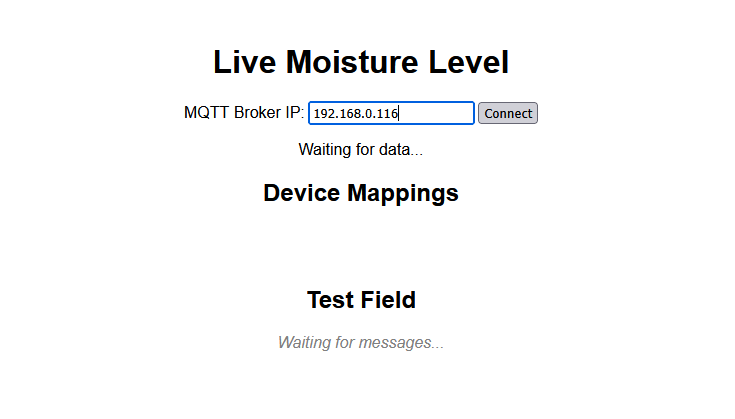 Live Moisture Level
MQTT Broker IP: 192.168.0.116 Connect
Waiting for data...
Device Mappings
Test Field
Waiting for messages...